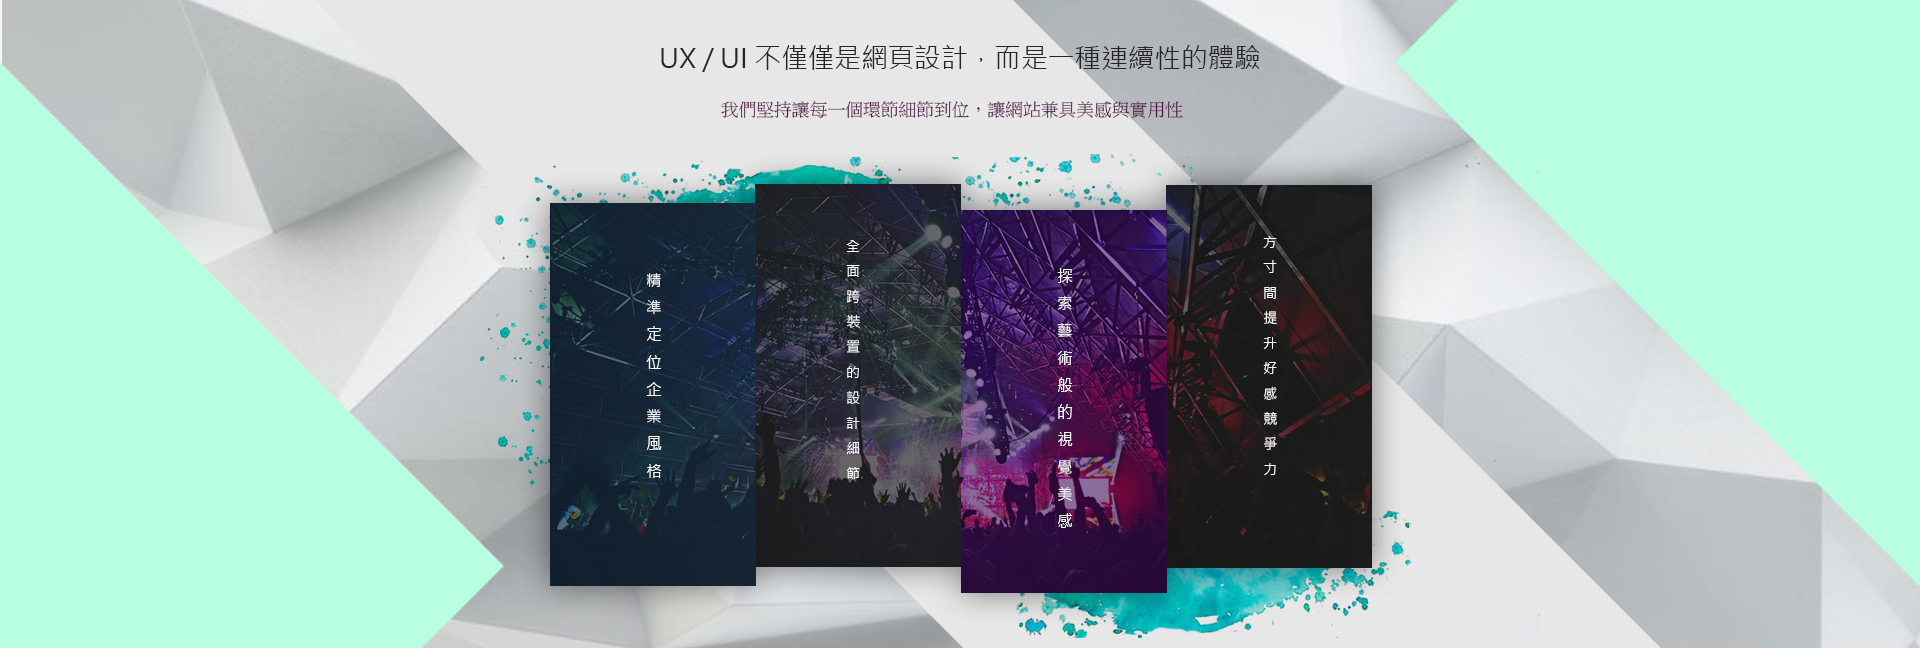 UX / UI 不僅僅是網頁設計，而是一種連續性的體驗
我們堅持讓每一個環節細節到位，讓網站兼具美感與實用性
精準定位企業風格
全面跨裝置的設計細節
探索藝術般的視覺美感
方寸間提升好感競爭力